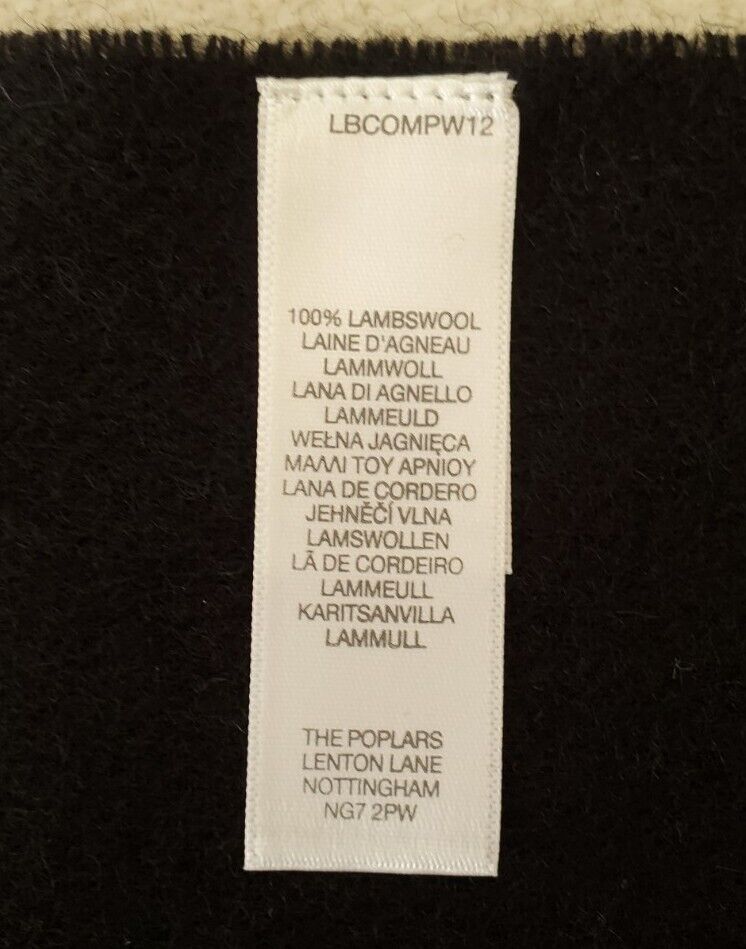 LBCOMPW12
100% LAMBSWOOL
LAINE D'AGNEAU
LAMMWOLL
LANA DI AGNELLO
LAMMEULD
WEŁNA JAGNIĘCA
ΜΑΛΛΙ ΤΟΥ ΑΡΝΙΟΥ
LANA DE CORDERO
JEHNĚČÍ VLNA
LAMSWOLLEN
LÃ DE CORDEIRO
LAMMEULL
KARITSANVILLA
LAMMULL
THE POPLARS
LENTON LANE
NOTTINGHAM
NG7 2PW